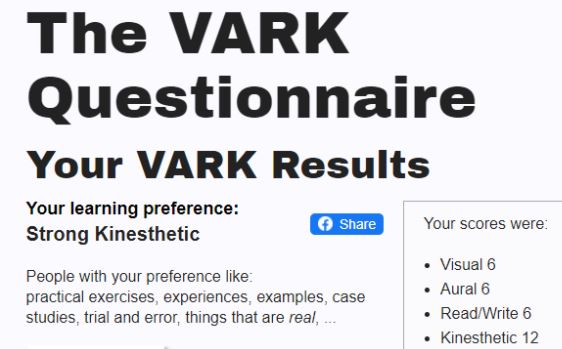 The VARK
Questionnaire
Your VARK Results
Your learning preference:
Strong Kinesthetic
Share
People with your preference like:
practical exercises, experiences, examples, case
studies, trial and error, things that are real, ...
Your scores were:
• Visual 6
• Aural 6
• Read/Write 6
• Kinesthetic 12